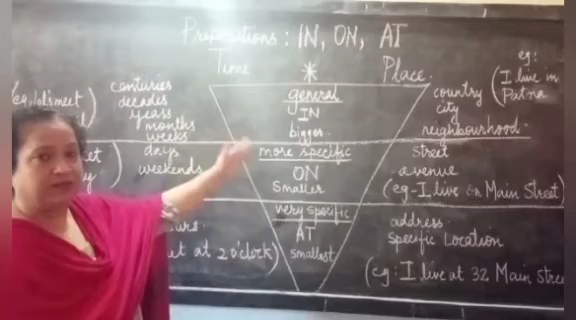 Prepositions: IN, ON, AT
Time * Place
centuries
decades
years
months
weeks
general
IN
bigger
country
city
neighbourhood
eg:
(I live in
Patna
days
weekends
more specific
ON
Smaller
street
avenue
(eg-I live on Main Street)
at 2 o'clock)
very specific
AT
smallest
address
Specific Location
(eg: I live at 32 Main Stree